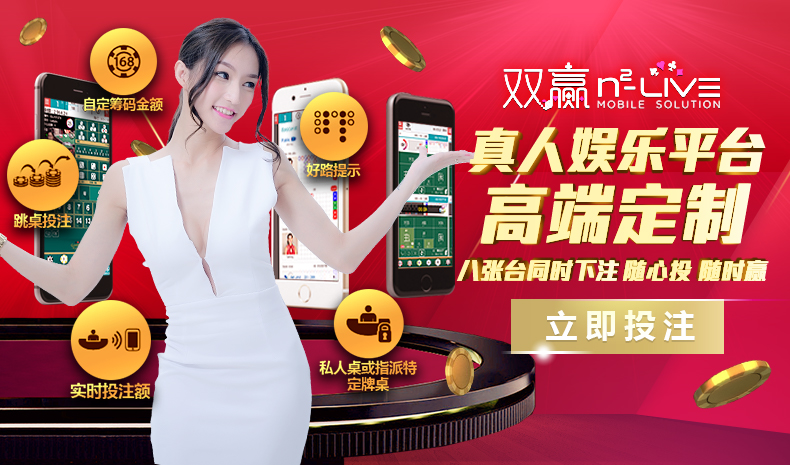 双赢 n²-LIVE
MOBILE SOLUTION
真人娱乐平台
高端定制
八张台同时下注 随心投 随时赢
立即投注
168
自定筹码金额
好路提示
跳桌投注
实时投注额
私人桌或指派特
定牌桌